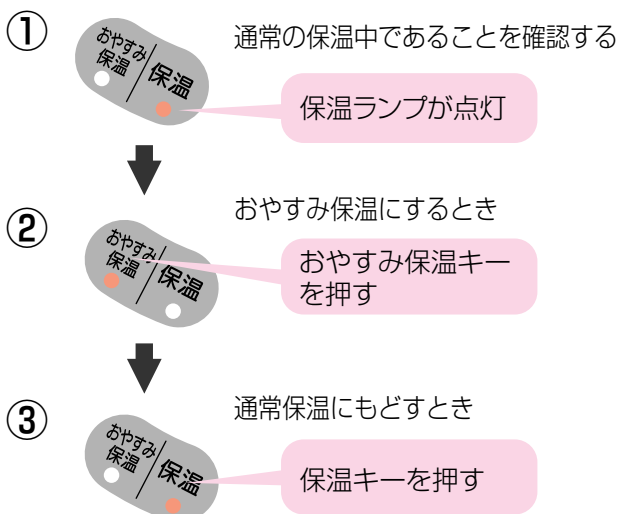 ①
通常の保温中であることを確認する
おやすみ
保温
保温
保温ランプが点灯
②
おやすみ保温にするとき
おやすみ
保温
保温
おやすみ保温キー
を押す
③
通常保温にもどすとき
おやすみ
保温
保温
保温キーを押す